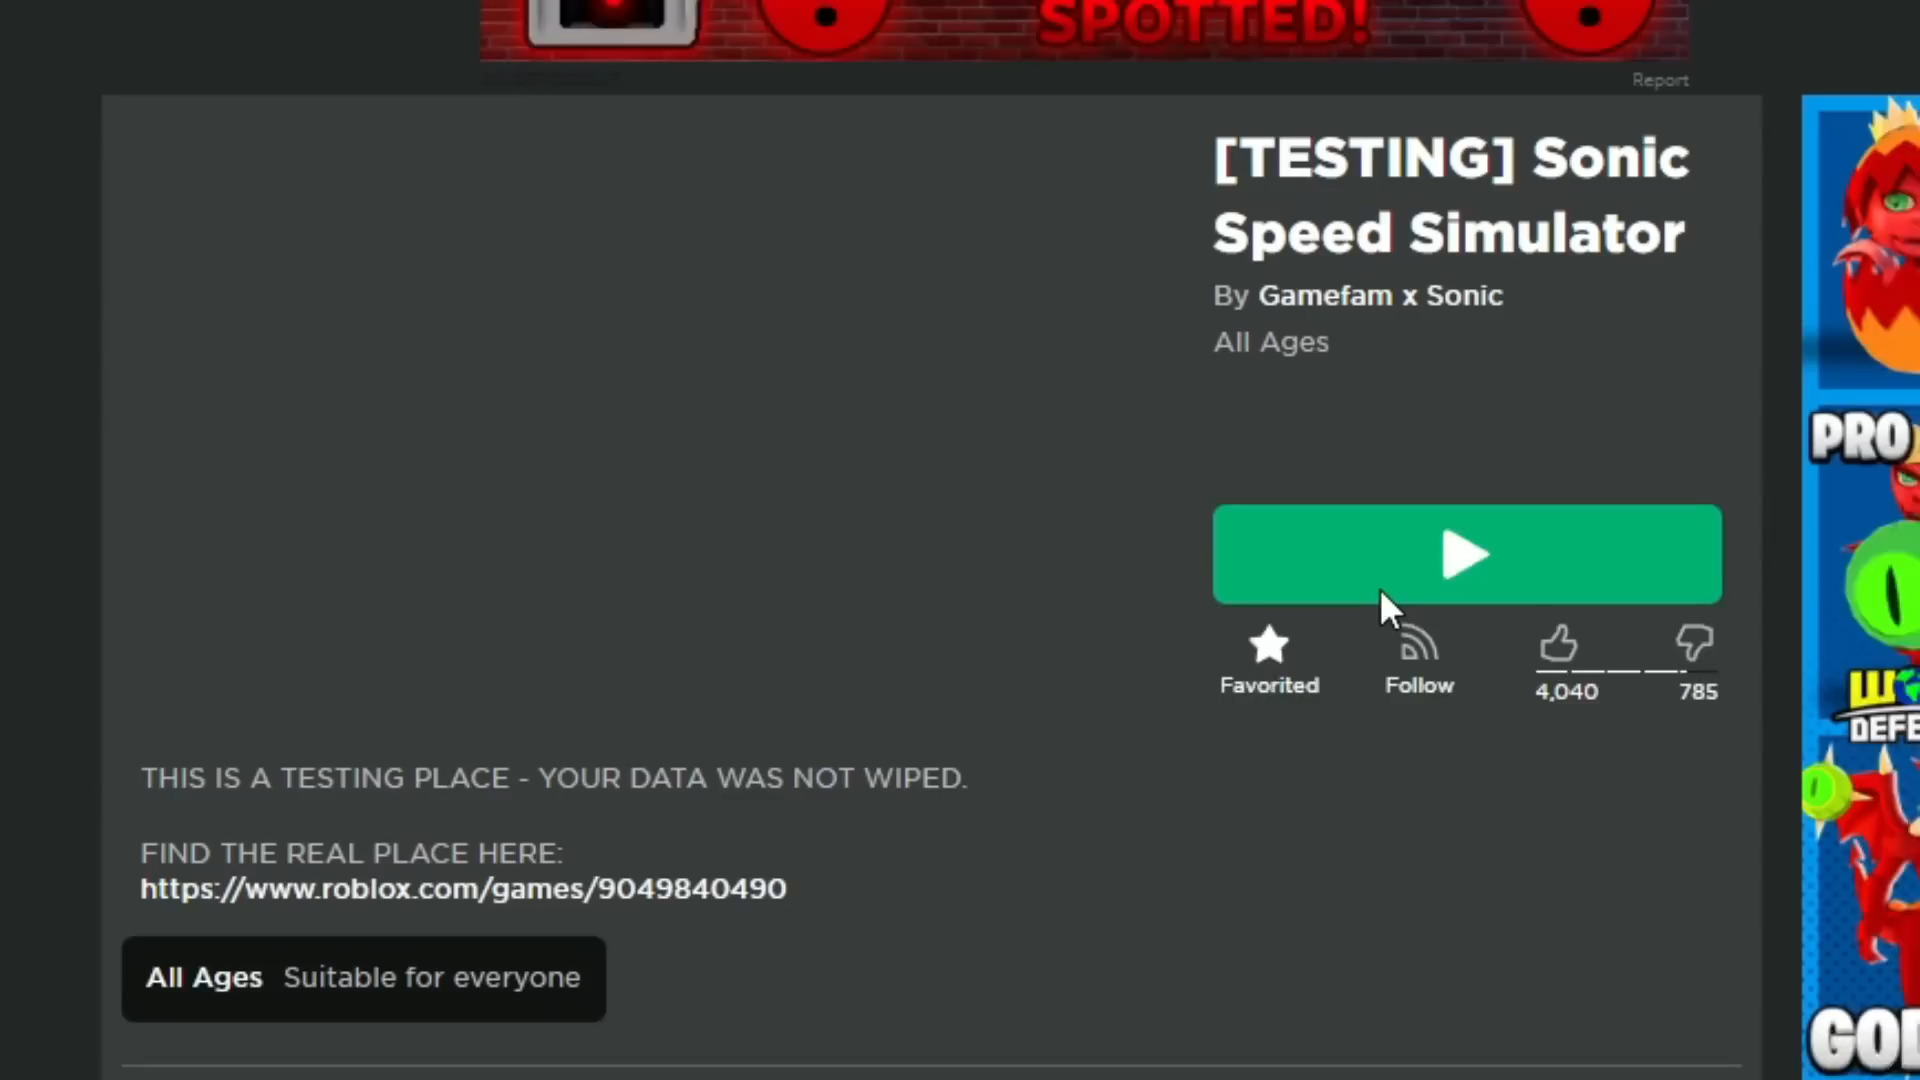 SPOTTED!
Report
[TESTING] Sonic
Speed Simulator
By Gamefam x Sonic
All Ages
Favorited
Follow
4,040
785
THIS IS A TESTING PLACE - YOUR DATA WAS NOT WIPED.
FIND THE REAL PLACE HERE:
https://www.roblox.com/games/9049840490
All Ages Suitable for everyone
PRO